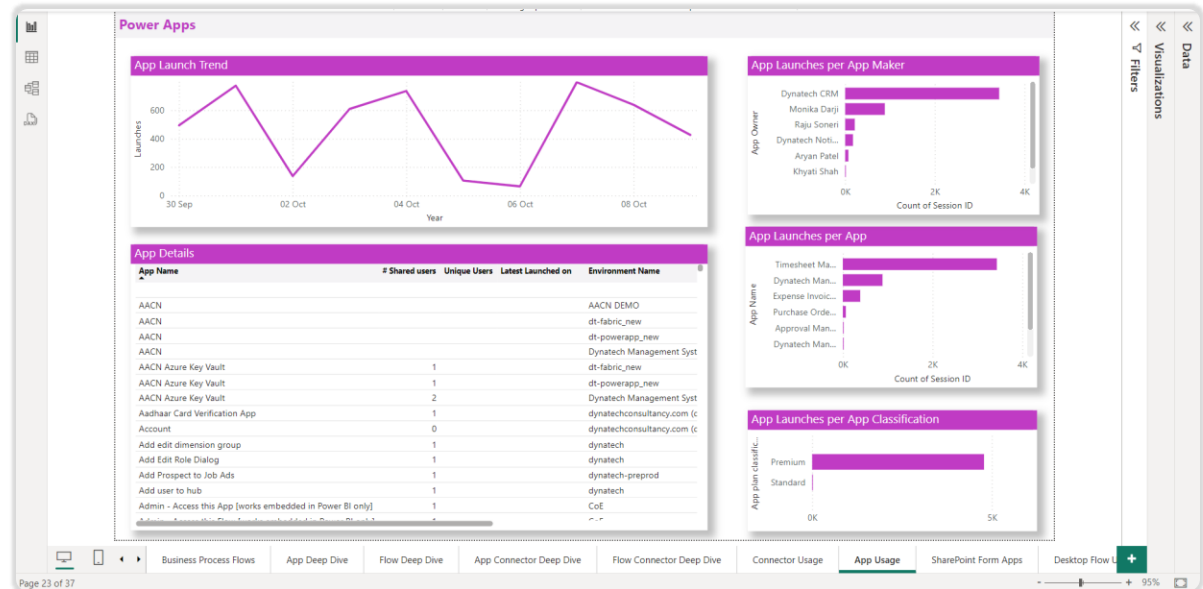 Power Apps
App Launch Trend
600
400
200
0
Launches
30 Sep 02 Oct 04 Oct 06 Oct 08 Oct
Year
App Details
App Name # Shared users Unique Users Latest Launched on Environment Name
AACN AACN DEMO
AACN dt-fabric_new
AACN dt-powerapp_new
AACN Dynatech Management Syst
AACN Azure Key Vault 1 dt-fabric_new
AACN Azure Key Vault 1 dt-powerapp_new
AACN Azure Key Vault 2 Dynatech Management Syst
Aadhaar Card Verification App 1 dynatechconsultancy.com (c
Account 0 dynatechconsultancy.com (c
Add edit dimension group 1 dynatech
Add Edit Role Dialog 1 dynatech
Add Prospect to Job Ads 1 dynatech-preprod
Add user to hub 1 dynatech
Admin - Access this App [works embedded in Power BI only] 1 CoE
App Launches per App Maker
App Owner
Dynatech CRM
Monika Darji
Raju Soneri
Dynatech Noti...
Aryan Patel
Khyati Shah
0K 2K 4K
Count of Session ID
App Launches per App
App Name
Timesheet Ma...
Dynatech Man...
Expense Invoic...
Purchase Orde...
Approval Man...
Dynatech Man...
0K 2K 4K
Count of Session ID
App Launches per App Classification
App plan classific...
Premium
Standard
0K 5K
Filters
Visualizations
Data
Business Process Flows App Deep Dive Flow Deep Dive App Connector Deep Dive Flow Connector Deep Dive Connector Usage App Usage SharePoint Form Apps Desktop Flow U
Page 23 of 37
- + 95%